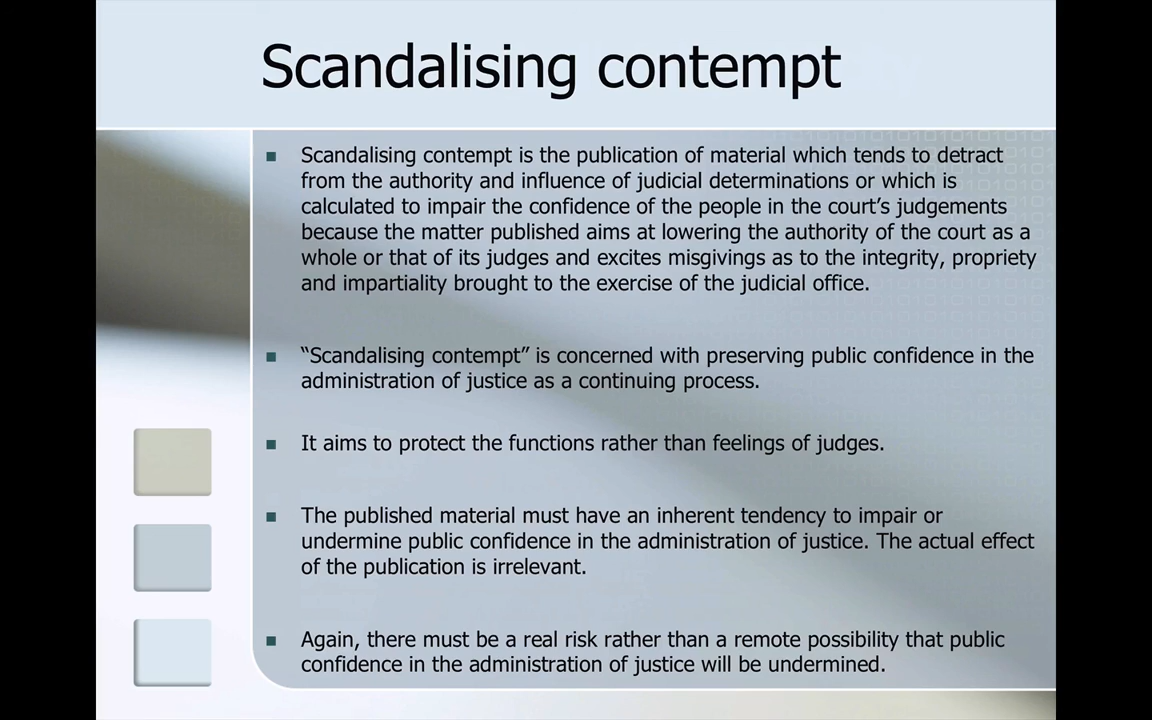 Scandalising contempt
Scandalising contempt is the publication of material which tends to detract
from the authority and influence of judicial determinations or which is
calculated to impair the confidence of the people in the court’s judgements
because the matter published aims at lowering the authority of the court as a
whole or that of its judges and excites misgivings as to the integrity, propriety
and impartiality brought to the exercise of the judicial office.
“Scandalising contempt” is concerned with preserving public confidence in the
administration of justice as a continuing process.
It aims to protect the functions rather than feelings of judges.
The published material must have an inherent tendency to impair or
undermine public confidence in the administration of justice. The actual effect
of the publication is irrelevant.
Again, there must be a real risk rather than a remote possibility that public
confidence in the administration of justice will be undermined.